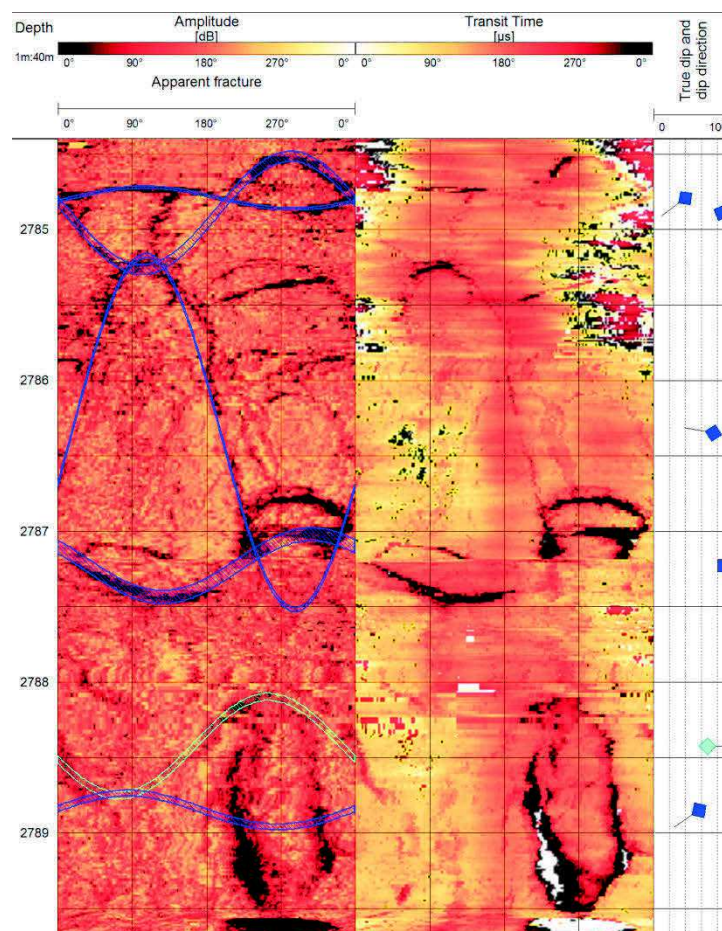 Depth
Amplitude
[dB]
Transit Time
[µs]
True dip and
dip direction
1m:40m
0° 90° 180° 270° 0° 0° 90° 180° 270° 0°
Apparent fracture
0° 90° 180° 270° 0°
0 10
2785
2786
2787
2788
2789